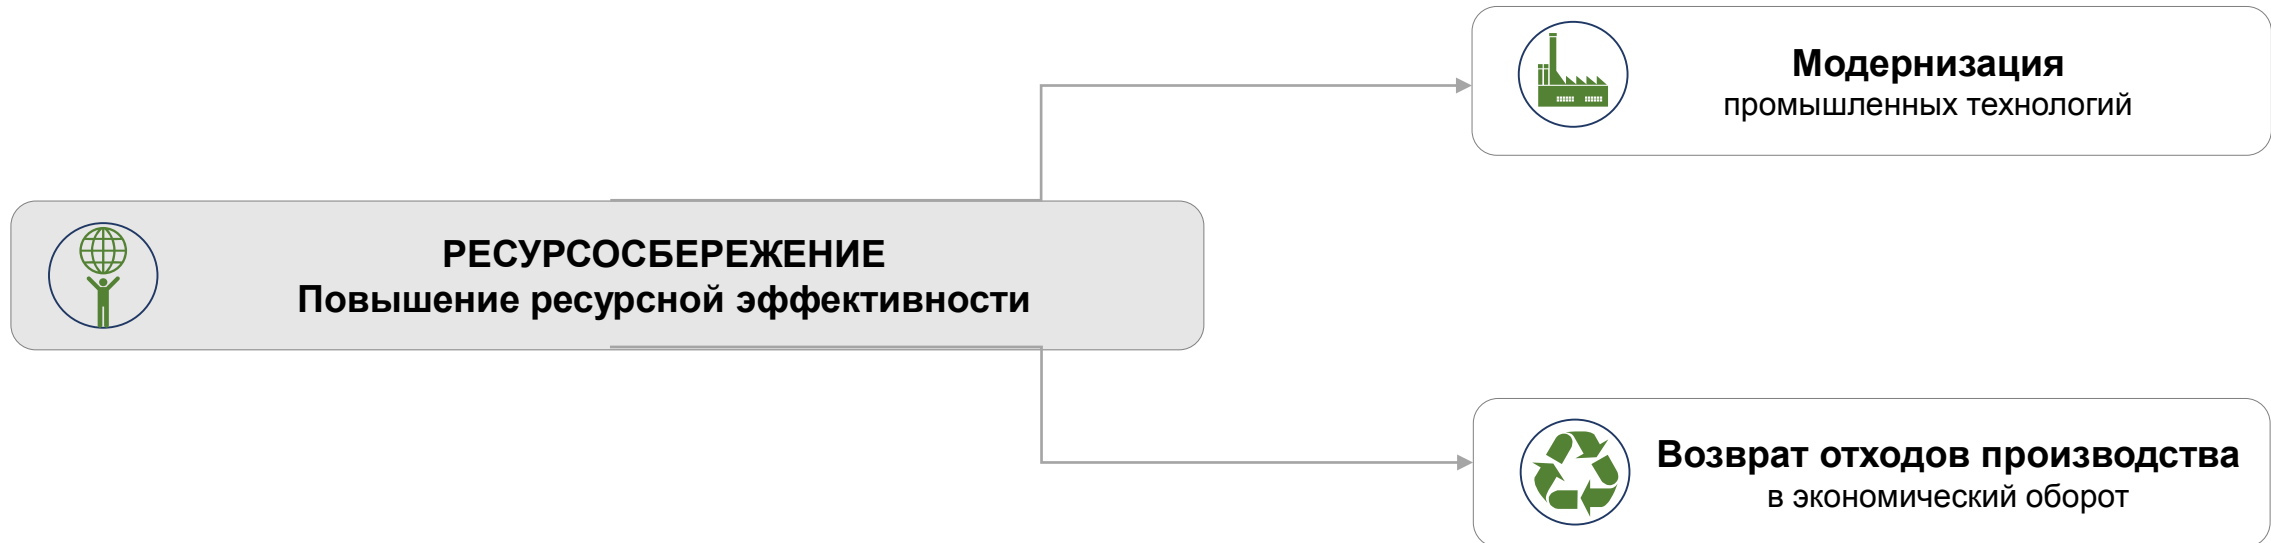 Модернизация
промышленных технологий
РЕСУРСОСБЕРЕЖЕНИЕ
Повышение ресурсной эффективности
Возврат отходов производства
в экономический оборот